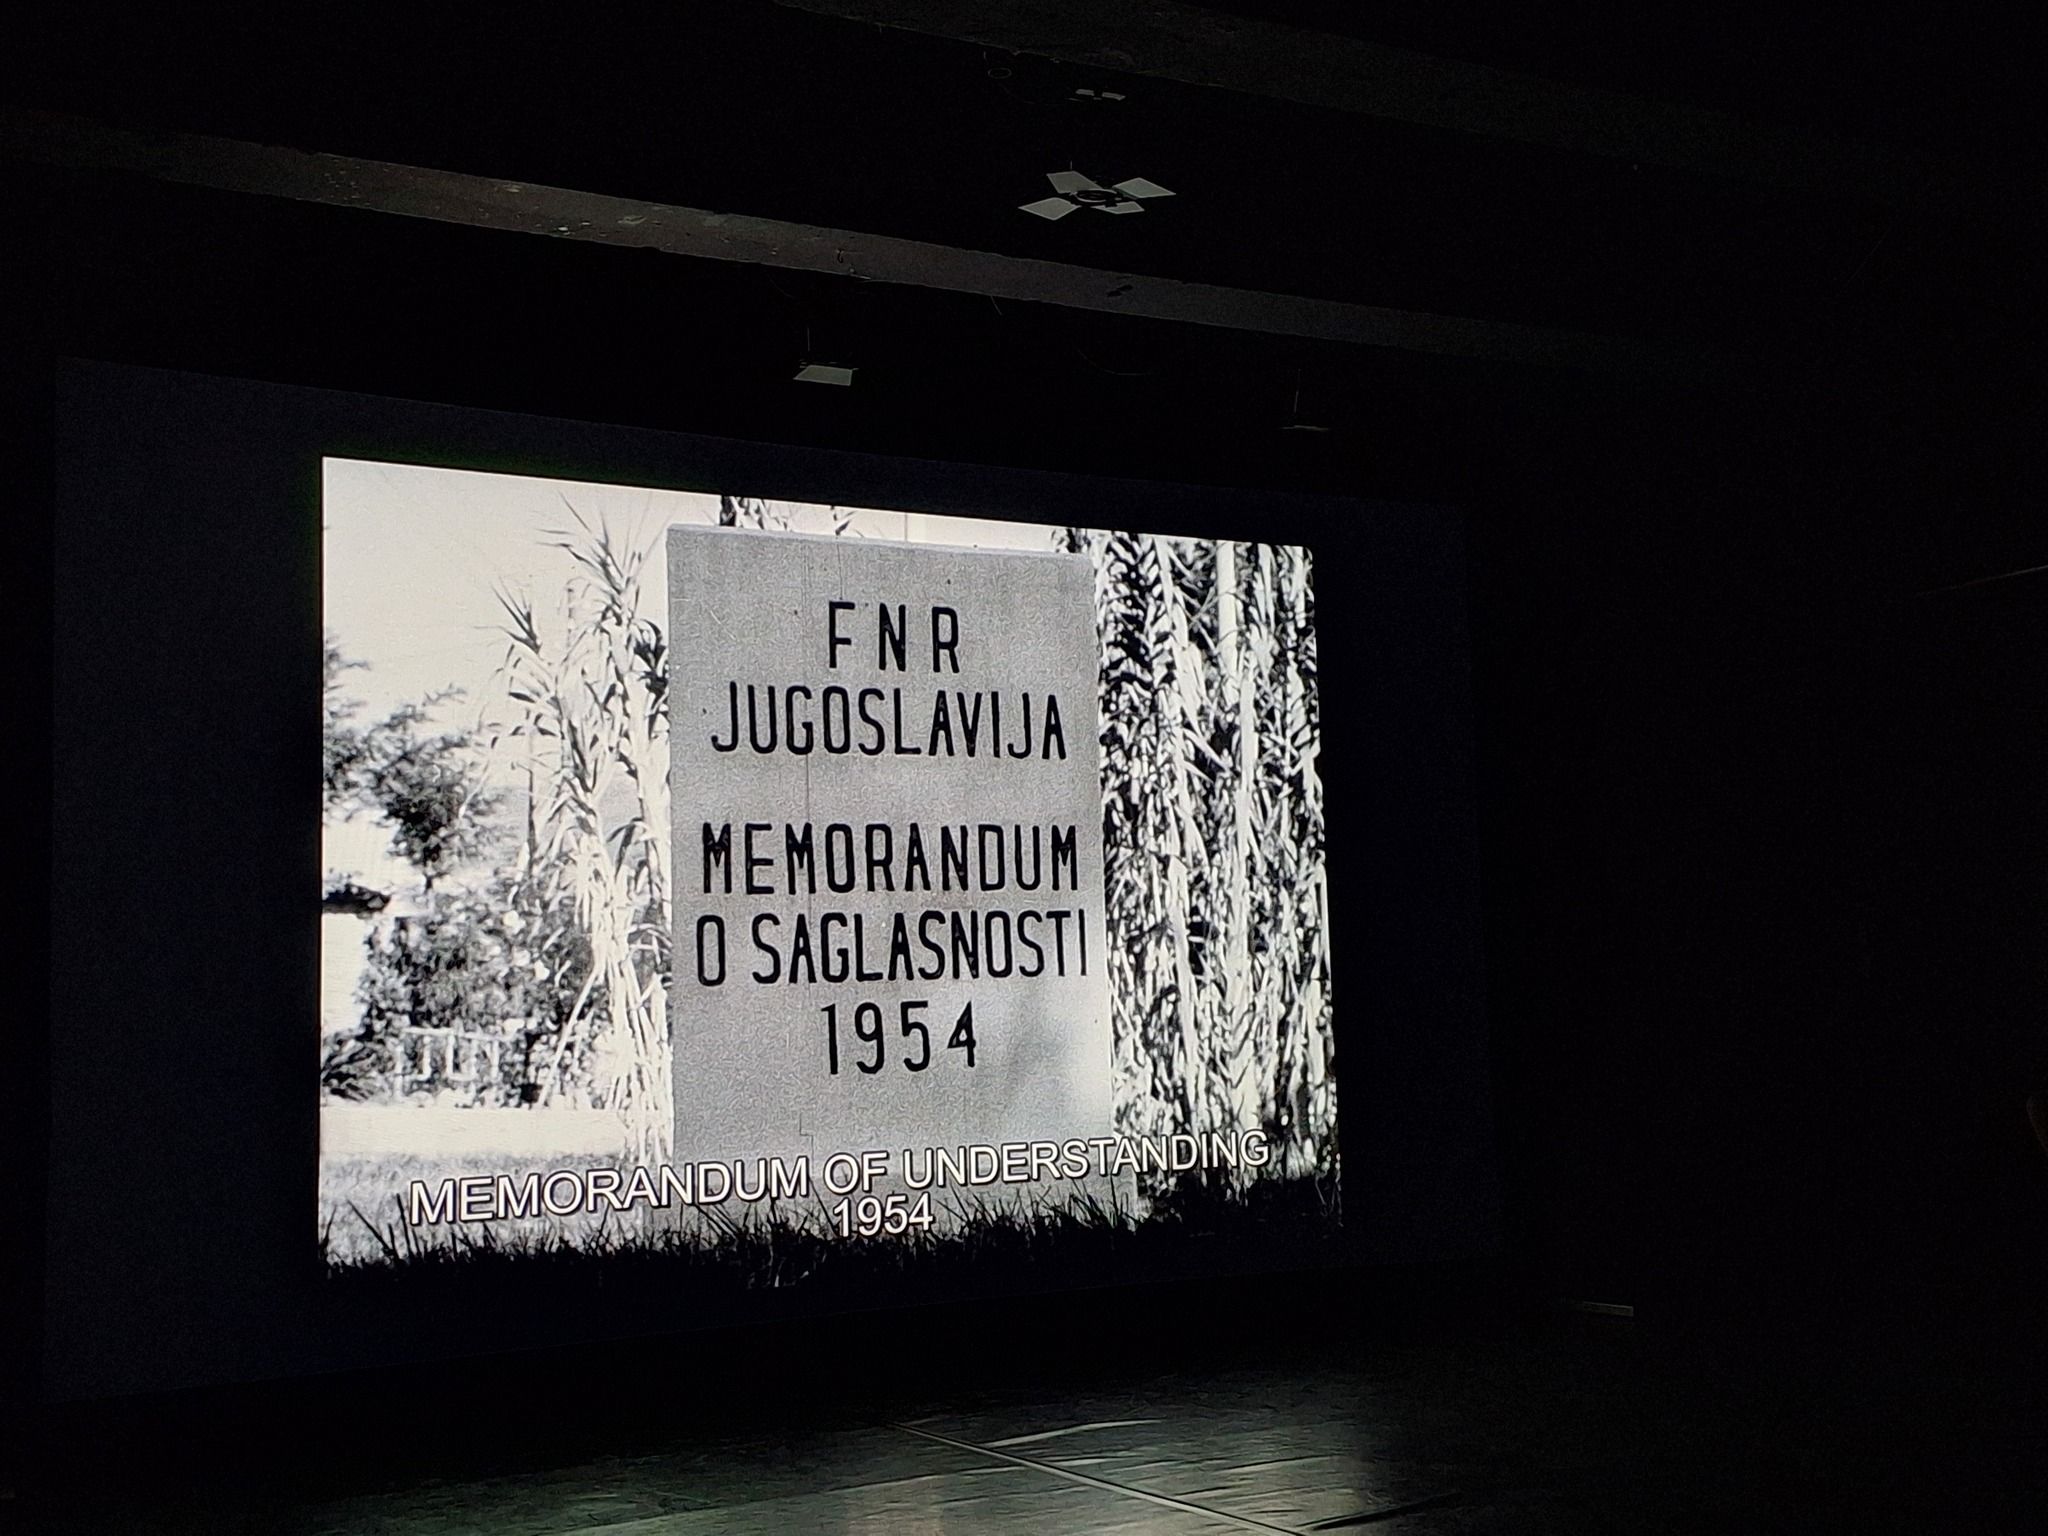 FNR
JUGOSLAVIJA
MEMORANDUM
O SAGLASNOSTI
1954
MEMORANDUM OF UNDERSTANDING
1954